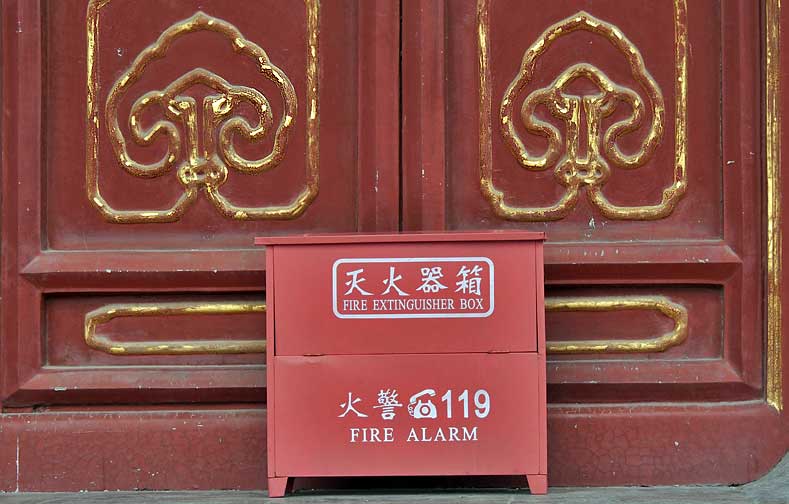 灭火器箱
FIRE EXTINGUISHER BOX
火警☎119
FIRE ALARM